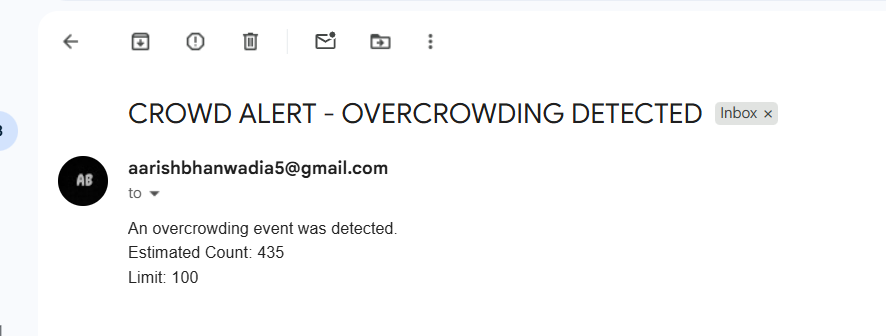 CROWD ALERT - OVERCROWDING DETECTED Inbox ×
AB
aarishbhanwadia5@gmail.com
to
An overcrowding event was detected.
Estimated Count: 435
Limit: 100